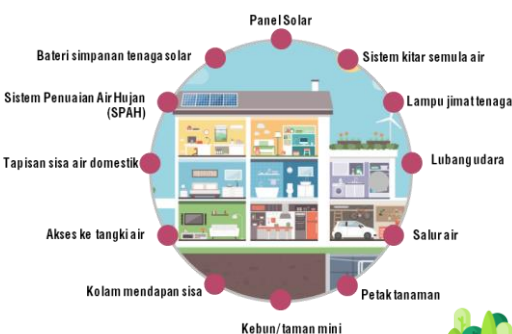 Panel Solar
Bateri simpanan tenaga solar
Sistem kitar semula air
Sistem Penuaian Air Hujan
(SPAH)
Lampu jimat tenaga
Tapisan sisa air domestik
Lubang udara
Akses ke tangki air
Salur air
Kolam mendapan sisa
Petak tanaman
Kebun/ taman mini